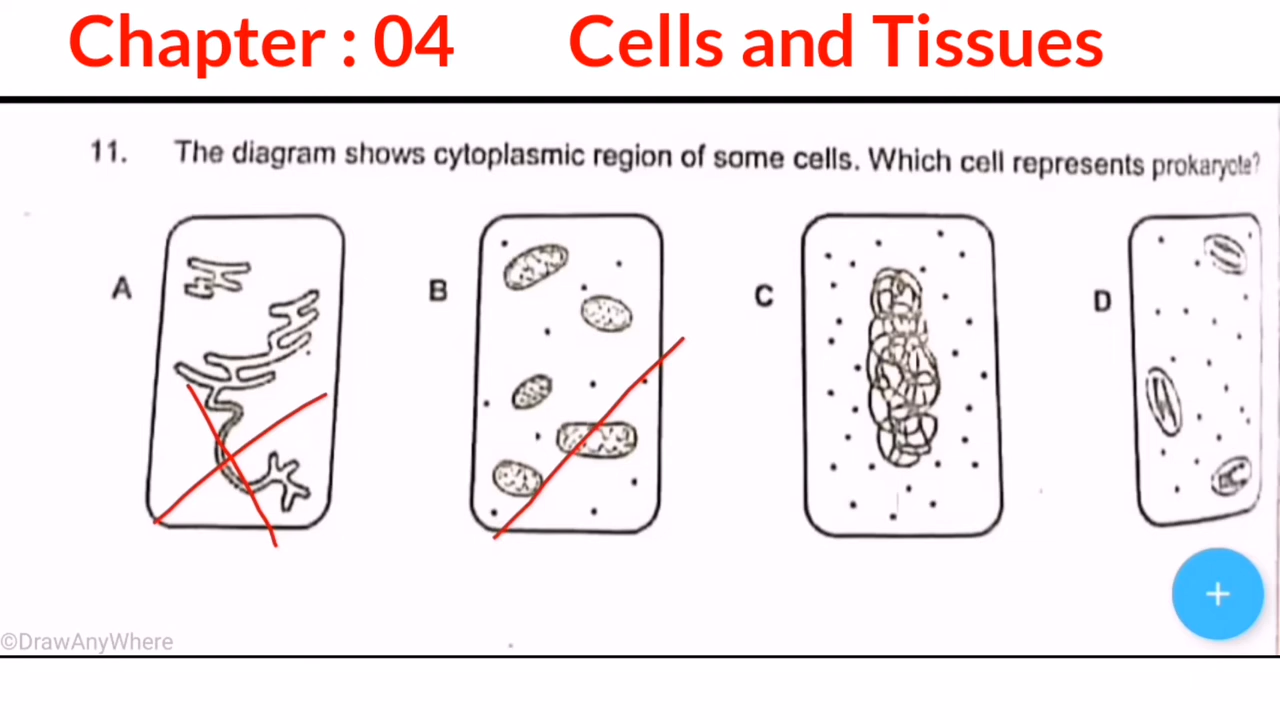 Chapter : 04 Cells and Tissues
11. The diagram shows cytoplasmic region of some cells. Which cell represents prokaryote?
A B C D
+
©DrawAnyWhere